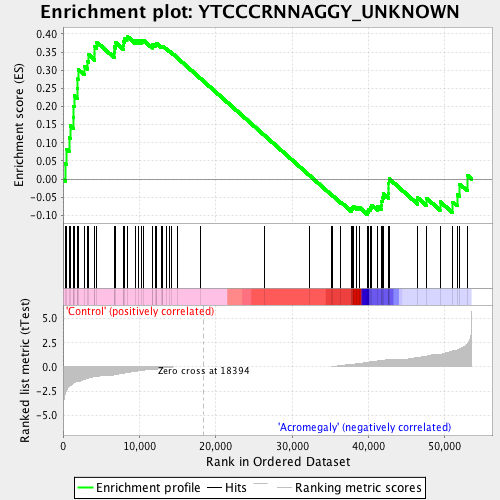 Enrichment plot: YTCCCRNNAGGY_UNKNOWN
Enrichment score (ES)
0.40
0.35
0.30
0.25
0.20
0.15
0.10
0.05
0.00
-0.05
-0.10
Ranked list metric (tTest)
5.0
2.5
0.0
-2.5
-5.0
'Control' (positively correlated)
Zero cross at 18394
'Acromegaly' (negatively correlated)
0
10,000
20,000
30,000
40,000
50,000
Rank in Ordered Dataset
Enrichment profile
Hits
Ranking metric scores